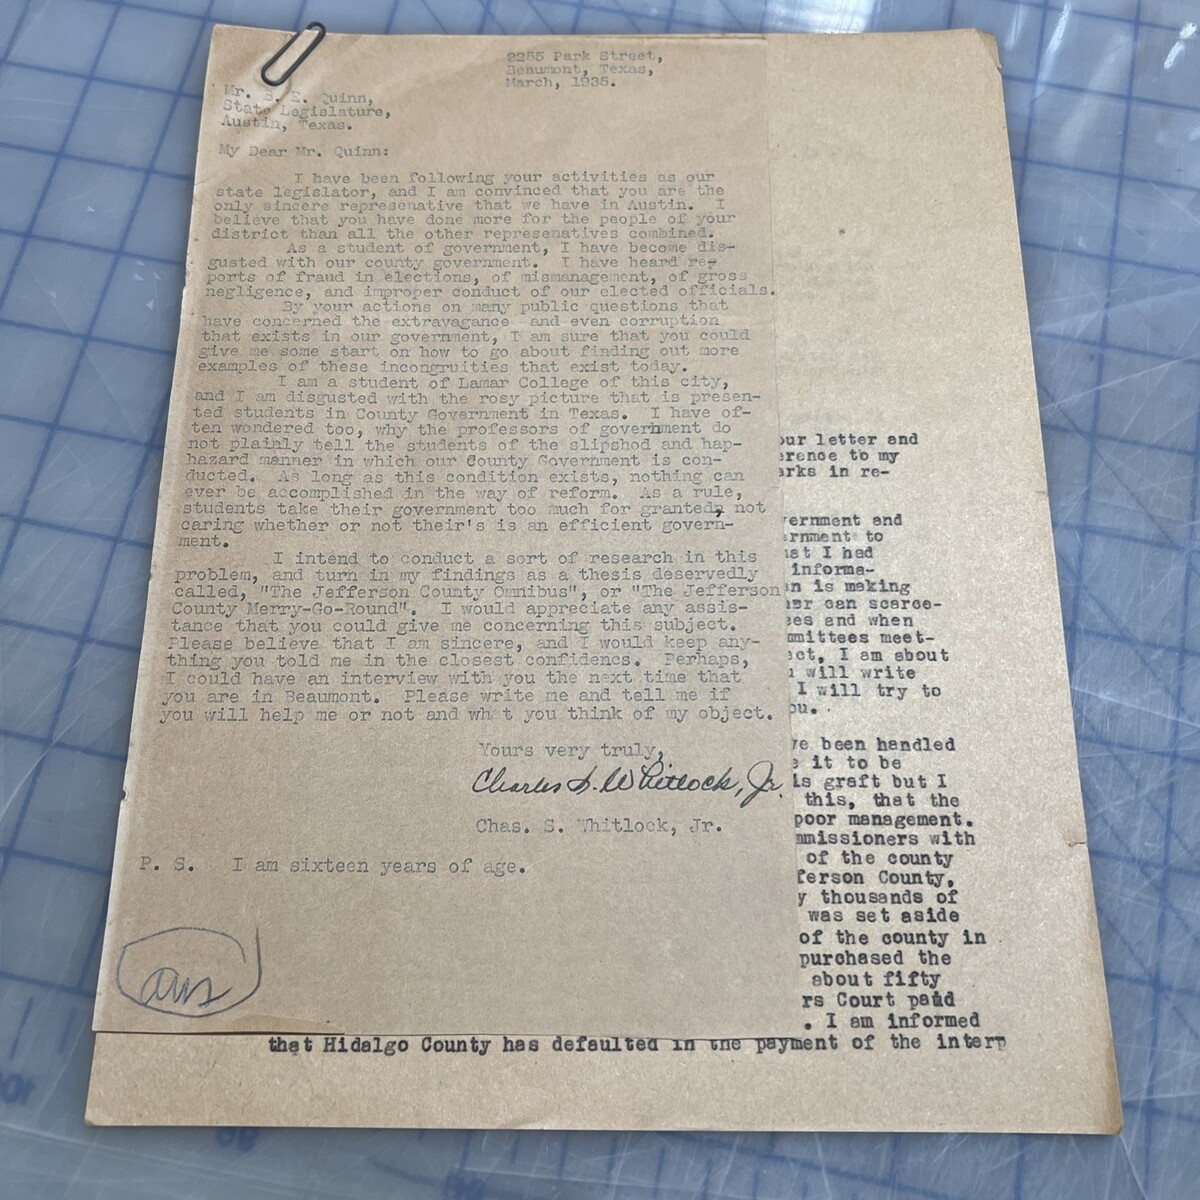 2255 Park Street,
Beaumont, Texas,
March, 1935.
Mr. B. E. Quinn,
State Legislature,
Austin, Texas.
My Dear Mr. Quinn:
I have been following your activities as our
state legislator, and I am convinced that you are the
only sincere represenative that we have in Austin. I
believe that you have done more for the people of your
district than all the other represenatives combined.
As a student of government, I have become dis-
gusted with our county government. I have heard re-
ports of fraud in elections, of mismanagement, of gross
negligence, and improper conduct of our elected officials.
By your actions on many public questions that
have concerned the extravagance and even corruption
that exists in our government, I am sure that you could
give me some start on how to go about finding out more
examples of these incongruities that exist today.
I am a student of Lamar College of this city,
and I am disgusted with the rosy picture that is presen-
ted students in County Government in Texas. I have of-
ten wondered too, why the professors of government do
not plainly tell the students of the slipshod and hap-
hazard manner in which our County Government is con-
ducted. As long as this condition exists, nothing can
ever be accomplished in the way of reform. As a rule,
students take their government too much for granted, not
caring whether or not their's is an efficient govern-
ment.
I intend to conduct a sort of research in this
problem, and turn in my findings as a thesis deservedly
called, "The Jefferson County Omnibus", or "The Jefferson
County Merry-Go-Round". I would appreciate any assis-
tance that you could give me concerning this subject.
Please believe that I am sincere, and I would keep any-
thing you told me in the closest confidence. Perhaps,
I could have an interview with you the next time that
you are in Beaumont. Please write me and tell me if
you will help me or not and wh t you think of my object.
Yours very truly,
Charles S. Whitlock, Jr.
Chas. S. Whitlock, Jr.
P. S. I am sixteen years of age.
ans
our letter and
erence to my
arks in re-
vernment and
ernment to
hat I had
informa-
n is making
her can scarce-
ees and when
ommittees meet-
ect, I am about
u will write
I will try to
ou.
ve been handled
e it to be
is graft but I
this, that the
poor management.
mmissioners with
of the county
ferson County,
y thousands of
was set aside
of the county in
purchased the
about fifty
rs Court paid
. I am informed
that Hidalgo County has defaulted in the payment of the inter